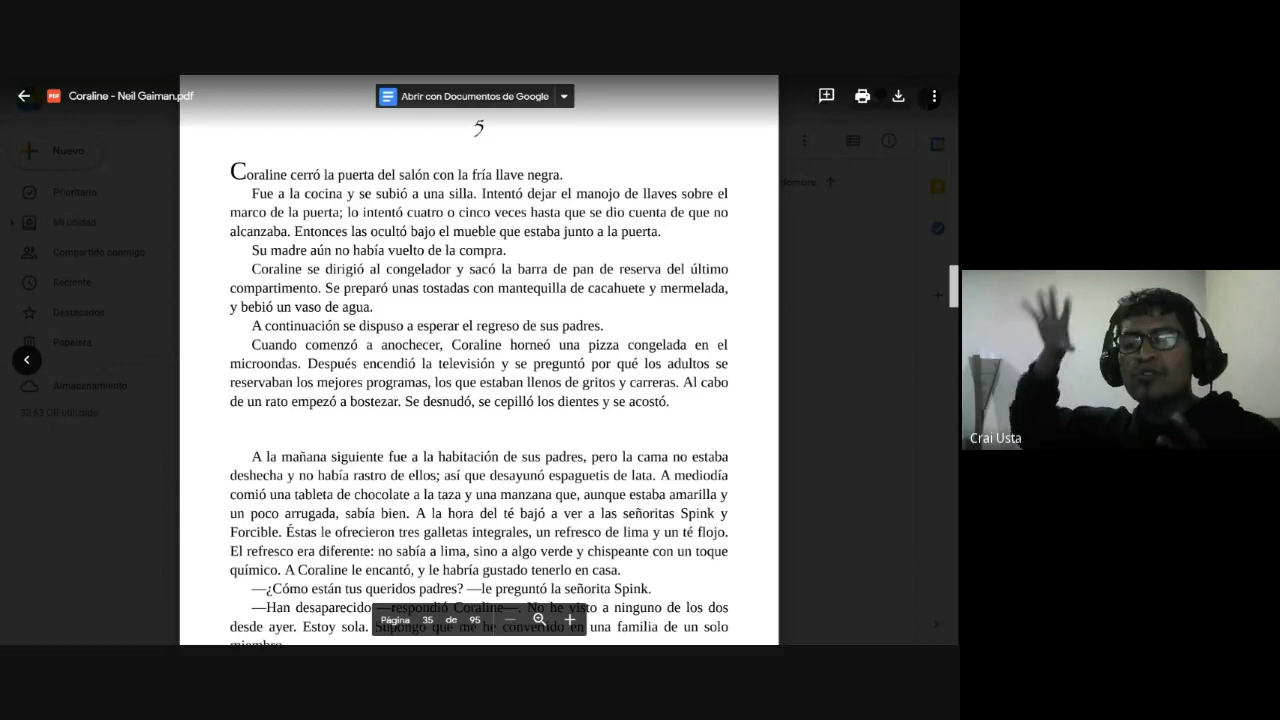 Coraline - Neil Gaiman.pdf
Abrir con Documentos de Google
5
Nuevo
Prioritario
Mi unidad
Compartido conmigo
Reciente
Destacados
Papelera
Almacenamiento
Nombre
Coraline cerró la puerta del salón con la fría llave negra.
Fue a la cocina y se subió a una silla. Intentó dejar el manojo de llaves sobre el
marco de la puerta; lo intentó cuatro o cinco veces hasta que se dio cuenta de que no
alcanzaba. Entonces las ocultó bajo el mueble que estaba junto a la puerta.
Su madre aún no había vuelto de la compra.
Coraline se dirigió al congelador y sacó la barra de pan de reserva del último
compartimento. Se preparó unas tostadas con mantequilla de cacahuete y mermelada,
y bebió un vaso de agua.
A continuación se dispuso a esperar el regreso de sus padres.
Cuando comenzó a anochecer, Coraline horneó una pizza congelada en el
microondas. Después encendió la televisión y se preguntó por qué los adultos se
reservaban los mejores programas, los que estaban llenos de gritos y carreras. Al cabo
de un rato empezó a bostezar. Se desnudó, se cepilló los dientes y se acostó.
A la mañana siguiente fue a la habitación de sus padres, pero la cama no estaba
deshecha y no había rastro de ellos; así que desayunó espaguetis de lata. A mediodía
comió una tableta de chocolate a la taza y una manzana que, aunque estaba amarilla y
un poco arrugada, sabía bien. A la hora del té bajó a ver a las señoritas Spink y
Forcible. Éstas le ofrecieron tres galletas integrales, un refresco de lima y un té flojo.
El refresco era diferente: no sabía a lima, sino a algo verde y chispeante con un toque
químico. A Coraline le encantó, y le habría gustado tenerlo en casa.
—¿Cómo están tus queridos padres? —le preguntó la señorita Spink.
—Han desaparecido —respondió Coraline—. No he visto a ninguno de los dos
desde ayer. Estoy sola. Supongo que me he convertido en una familia de un solo
miembro.
Página 35 de 95
Crai Usta